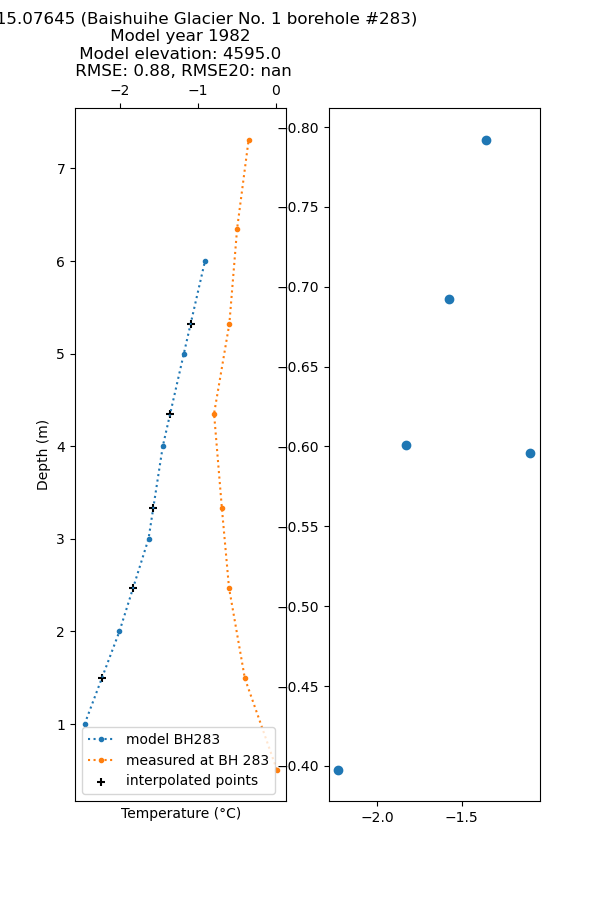 15.07645 (Baishuihe Glacier No. 1 borehole #283)
Model year 1982
Model elevation: 4595.0
RMSE: 0.88, RMSE20: nan
−2 −1 0
7
6
5
4
3
2
1
Depth (m)
model BH283
measured at BH 283
interpolated points
Temperature (°C)
−0.80
−0.75
−0.70
−0.65
−0.60
−0.55
−0.50
−0.45
−0.40
−2.0 −1.5